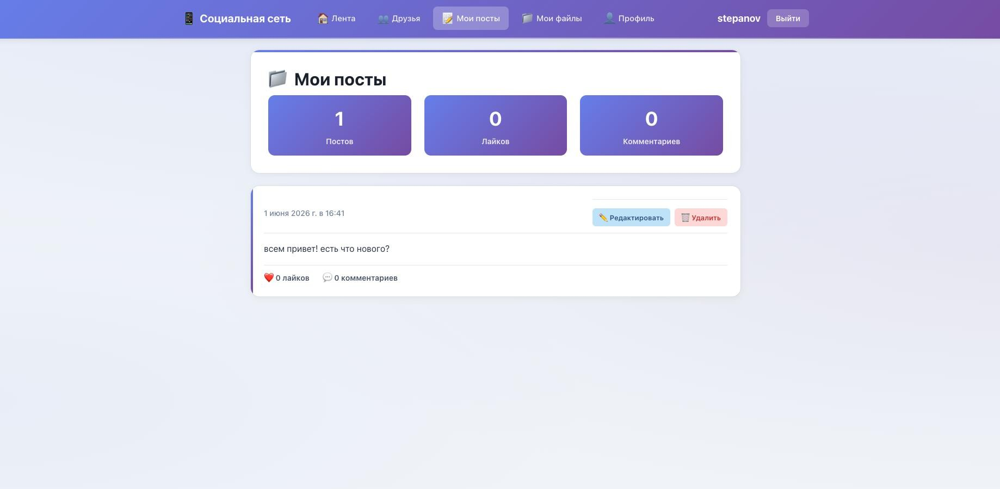 Социальная сеть Лента Друзья Мои посты Мои файлы Профиль stepanov Выйти
Мои посты
1 0 0
Постов Лайков Комментариев
1 июня 2026 г. в 16:41 Редактировать Удалить
всем привет! есть что нового?
0 лайков 0 комментариев